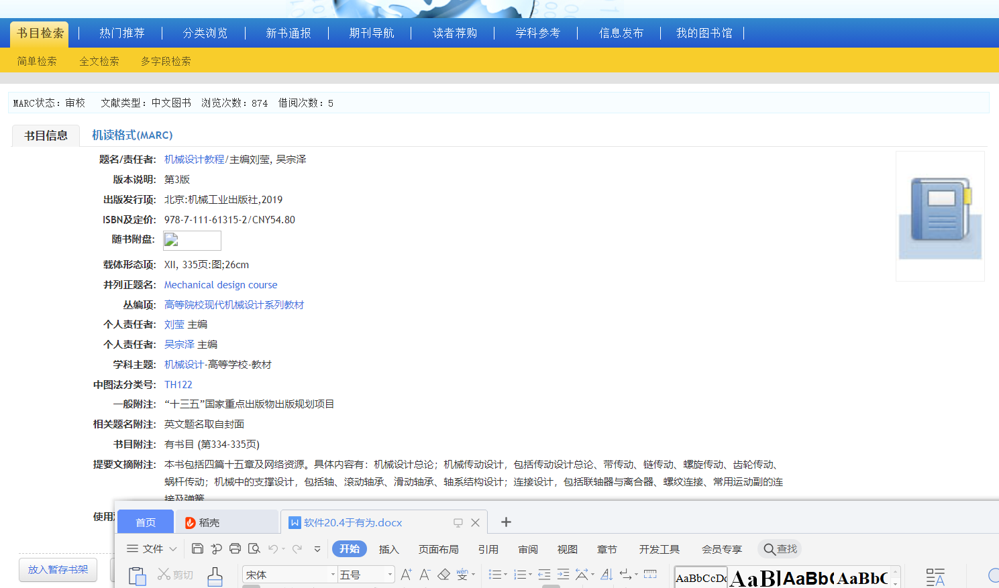 书目检索 热门推荐 分类浏览 新书通报 期刊导航 读者荐购 学科参考 信息发布 我的图书馆
简单检索 全文检索 多字段检索
MARC状态：审校 文献类型：中文图书 浏览次数：874 借阅次数：5
书目信息 机读格式(MARC)
题名/责任者: 机械设计教程/主编刘莹, 吴宗泽
版本说明: 第3版
出版发行项: 北京:机械工业出版社,2019
ISBN及定价: 978-7-111-61315-2/CNY54.80
随书附盘:
载体形态项: XII, 335页:图;26cm
并列正题名: Mechanical design course
丛编项: 高等院校现代机械设计系列教材
个人责任者: 刘莹 主编
个人责任者: 吴宗泽 主编
学科主题: 机械设计-高等学校-教材
中图法分类号: TH122
一般附注: “十三五”国家重点出版物出版规划项目
相关题名附注: 英文题名取自封面
书目附注: 有书目 (第334-335页)
提要文摘附注: 本书包括四篇十五章及网络资源。具体内容有：机械设计总论；机械传动设计，包括传动设计总论、带传动、链传动、螺旋传动、齿轮传动、
蜗杆传动；机械中的支撑设计，包括轴、滚动轴承、滑动轴承、轴系结构设计；连接设计，包括联轴器与离合器、螺纹连接、常用运动副的连
接及弹簧
使用
首页 稻壳 软件20.4于有为.docx
文件 开始 插入 页面布局 引用 审阅 视图 章节 开发工具 会员专享 查找
放入暂存书架
剪切 宋体 五号 A+ A- wén 变 AaBbCcDd AaBb AaBb AaBbC